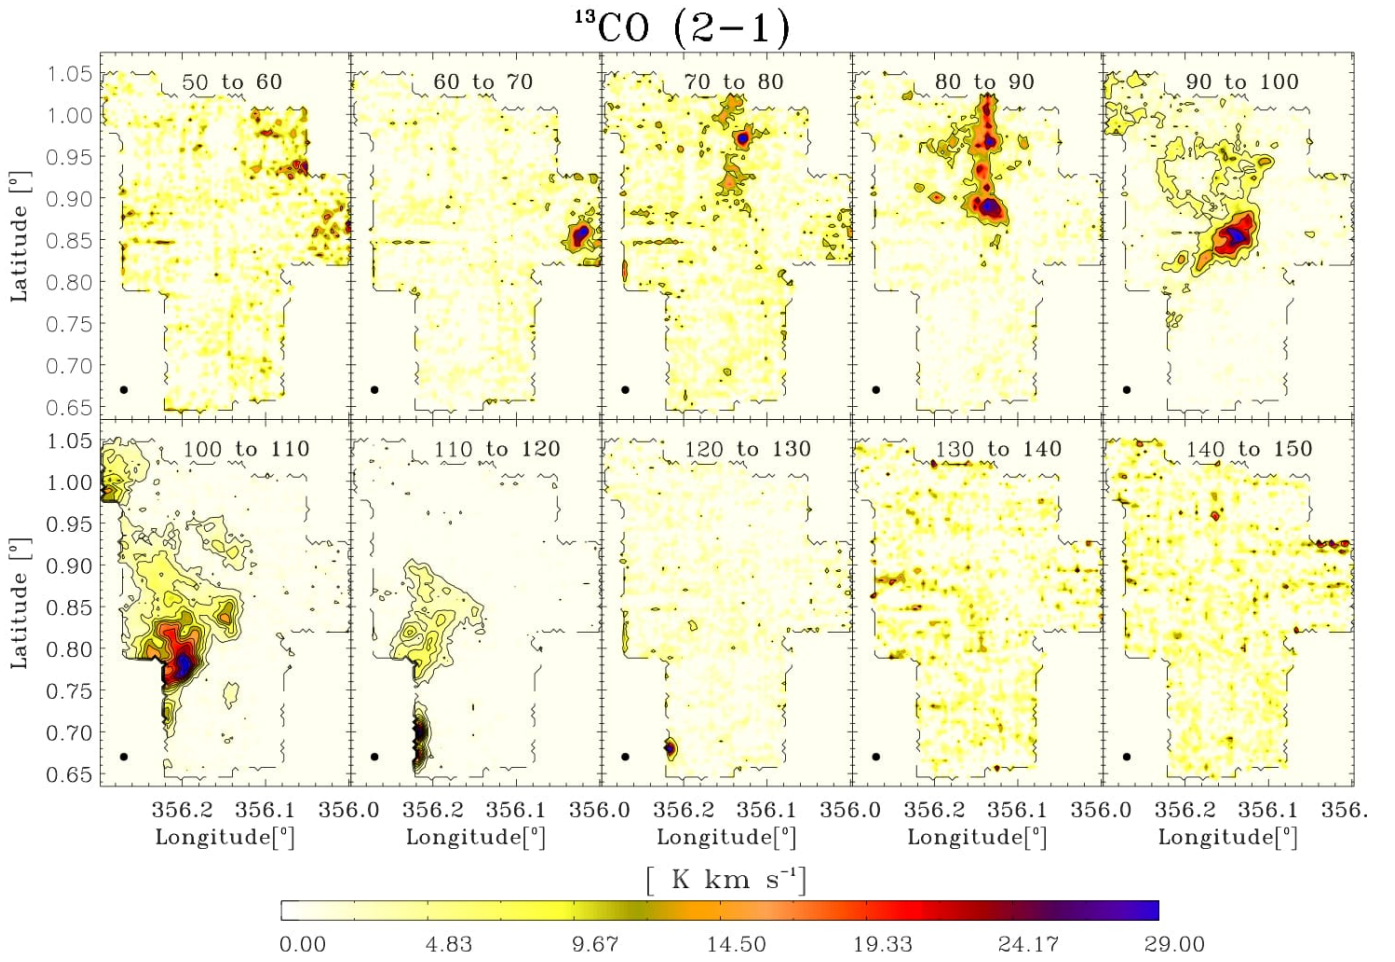 ¹³CO (2−1)
50 to 60 60 to 70 70 to 80 80 to 90 90 to 100
1.05
1.00
0.95
0.90
0.85
0.80
0.75
0.70
0.65
Latitude [°]
100 to 110 110 to 120 120 to 130 130 to 140 140 to 150
1.05
1.00
0.95
0.90
0.85
0.80
0.75
0.70
0.65
Latitude [°]
356.2 356.1 356.0 356.2 356.1 356.0 356.2 356.1 356.0 356.2 356.1 356.0 356.2 356.1 356.
Longitude[°] Longitude[°] Longitude[°] Longitude[°] Longitude[°]
[ K km s⁻¹]
0.00 4.83 9.67 14.50 19.33 24.17 29.00